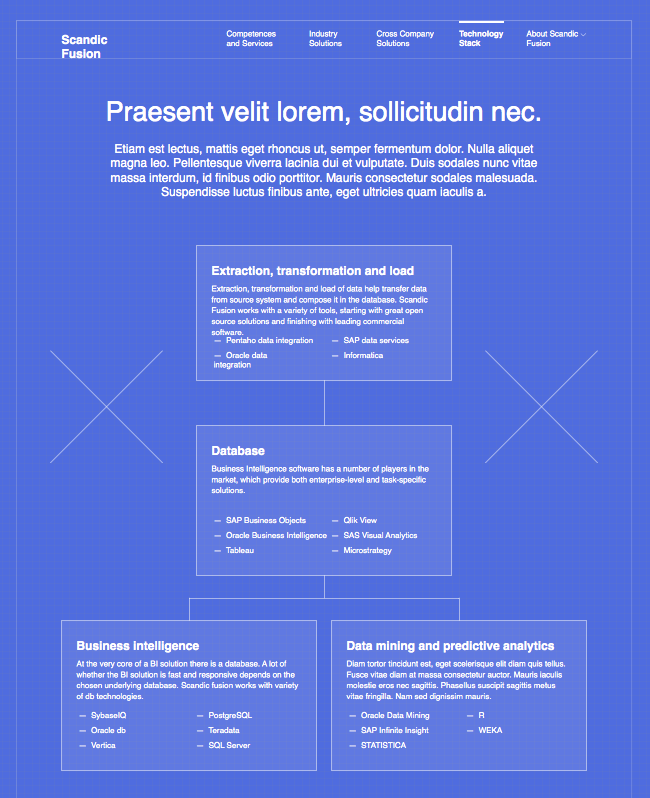 Scandic
Fusion
Competences
and Services
Industry
Solutions
Cross Company
Solutions
Technology
Stack
About Scandic
Fusion
Praesent velit lorem, sollicitudin nec.
Etiam est lectus, mattis eget rhoncus ut, semper fermentum dolor. Nulla aliquet
magna leo. Pellentesque viverra lacinia dui et vulputate. Duis sodales nunc vitae
massa interdum, id finibus odio porttitor. Mauris consectetur sodales malesuada.
Suspendisse luctus finibus ante, eget ultricies quam iaculis a.
Extraction, transformation and load
Extraction, transformation and load of data help transfer data
from source system and compose it in the database. Scandic
Fusion works with a variety of tools, starting with great open
source solutions and finishing with leading commercial
software.
— Pentaho data integration
— SAP data services
— Oracle data
integration
— Informatica
Database
Business Intelligence software has a number of players in the
market, which provide both enterprise-level and task-specific
solutions.
— SAP Business Objects
— Qlik View
— Oracle Business Intelligence
— SAS Visual Analytics
— Tableau
— Microstrategy
Business Intelligence
At the very core of a BI solution there is a database. A lot of
whether the BI solution is fast and responsive depends on the
chosen underlying database. Scandic fusion works with variety
of db technologies.
— SybaseIQ
— PostgreSQL
— Oracle db
— Teradata
— Vertica
— SQL Server
Data mining and predictive analytics
Diam tortor tincidunt est, eget scelerisque elit diam quis tellus.
Fusce vitae diam at massa consectetur auctor. Mauris iaculis
molestie eros nec sagittis. Phasellus suscipit sagittis metus
vitae fringilla. Nam sed dignissim mauris.
— Oracle Data Mining
— R
— SAP Infinite Insight
— WEKA
— STATISTICA